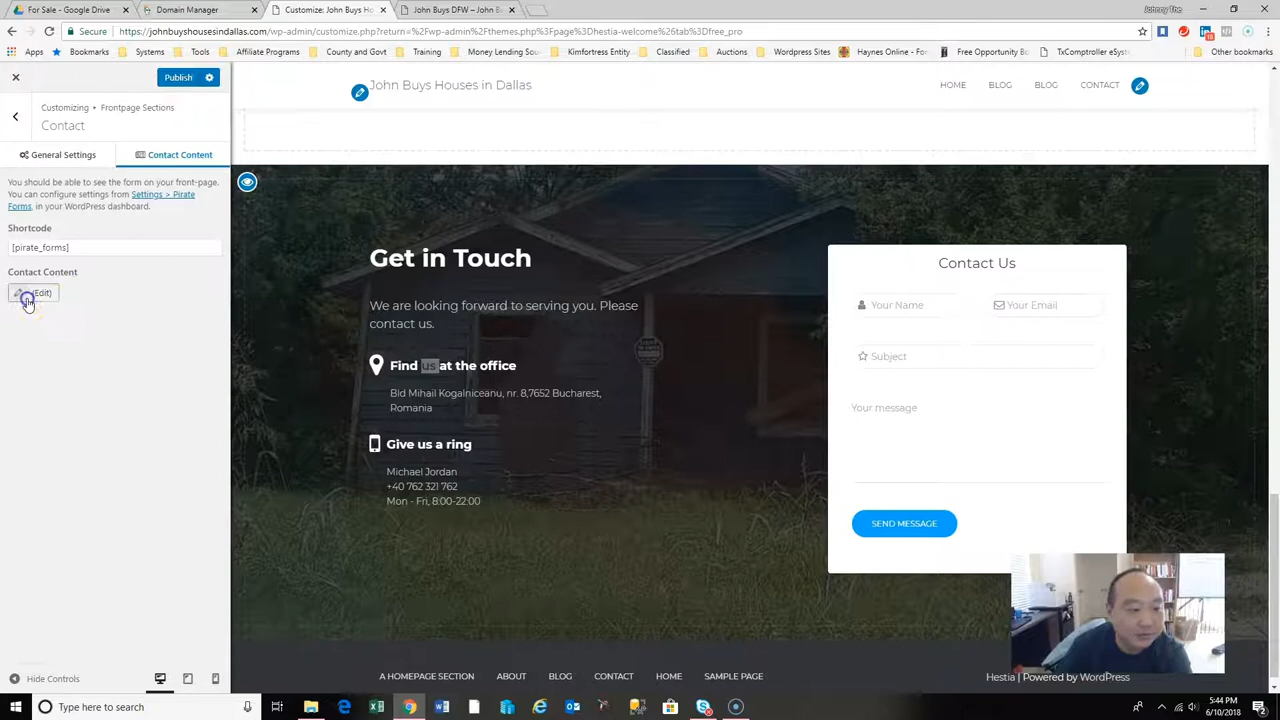 For Sale - Google Drive
Domain Manager
Customize: John Buys Hou
John Buys DFW – John B
Johnny The
Secure
https://johnbuyshousesindallas.com/wp-admin/customize.php?return=%2Fwp-admin%2Fthemes.php%3Fpage%3Dhestia-welcome%26tab%3Dfree_pro
Apps
Bookmarks
Systems
Tools
Affiliate Programs
County and Govt
Trending
Money Lending Sour
Kimfortress Entity
Classified
Auctions
Wordpress Sites
Haynes Online - Forg
Free Opportunity Bo
TxComptroller eSyst
Other bookmarks
Publish
Customizing
Frontpage Sections
Contact
General Settings
Contact Content
You should be able to see the form on your front-page.
You can configure settings from Settings > Pirate
Forms, in your WordPress dashboard.
Shortcode
[pirate_forms]
Contact Content
Edit)
Hide Controls
John Buys Houses in Dallas
HOME
BLOG
BLOG
CONTACT
Get in Touch
We are looking forward to serving you. Please
contact us.
Find us at the office
Bld Mihail Kogalniceanu, nr. 8,7652 Bucharest,
Romania
Give us a ring
Michael Jordan
+40 762 321 762
Mon - Fri, 8:00-22:00
Contact Us
Your Name
Your Email
Subject
Your message
SEND MESSAGE
A HOMEPAGE SECTION
ABOUT
BLOG
CONTACT
HOME
SAMPLE PAGE
Hestia | Powered by WordPress
Type here to search
5:44 PM
6/10/2018